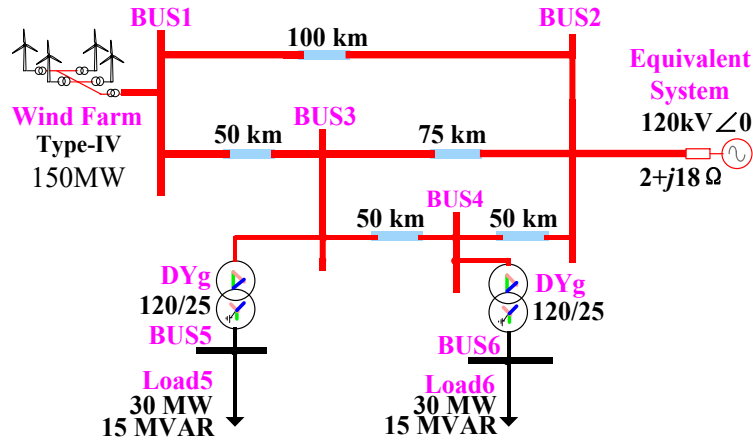 BUS1
BUS2
100 km
Equivalent
System
120kV∠0
2+j18 Ω
Wind Farm
Type-IV
150MW
50 km
BUS3
75 km
BUS4
50 km
50 km
DYg
120/25
DYg
120/25
BUS5
BUS6
Load5
30 MW
15 MVAR
Load6
30 MW
15 MVAR